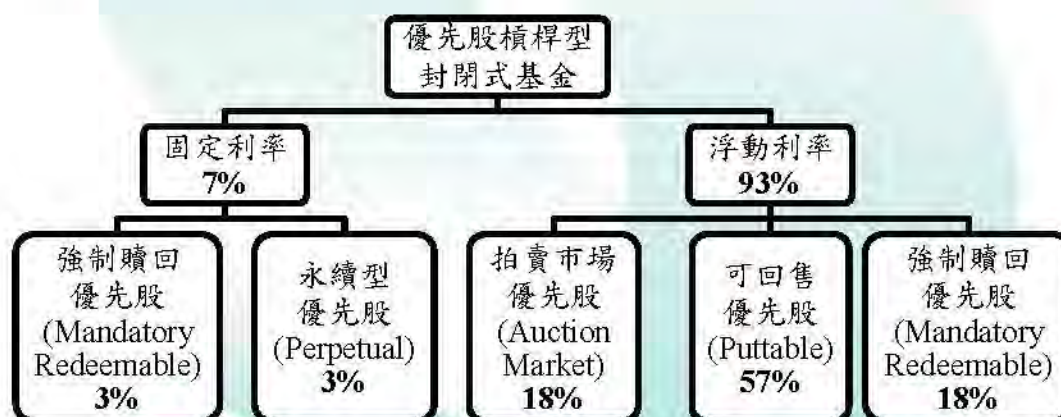 優先股槓桿型
封閉式基金
固定利率
7%
浮動利率
93%
強制贖回
優先股
(Mandatory
Redeemable)
3%
永續型
優先股
(Perpetual)
3%
拍賣市場
優先股
(Auction
Market)
18%
可回售
優先股
(Puttable)
57%
強制贖回
優先股
(Mandatory
Redeemable)
18%